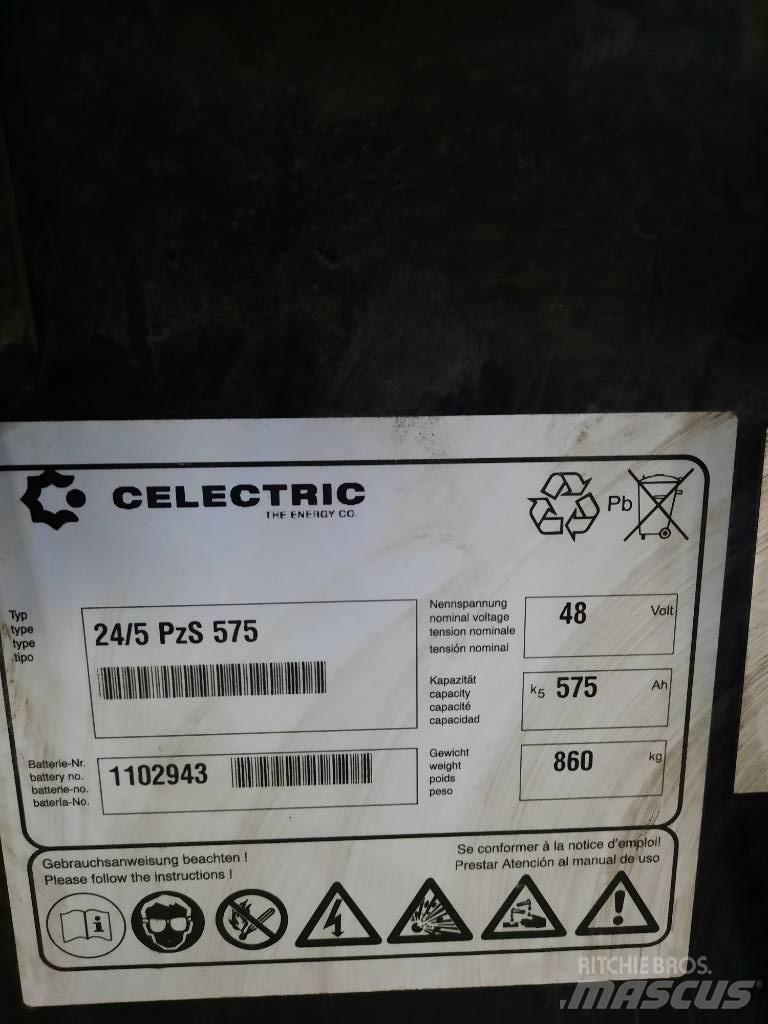 CELECTRIC
THE ENERGY CO.
Pb
Typ
type
type
tipo
24/5 PzS 575
Nennspannung
nominal voltage
tension nominale
tensión nominal
48 Volt
Kapazität
capacity
capacité
capacidad
k5 575 Ah
Batterie-Nr.
battery no.
batterie-no.
batería-No.
1102943
Gewicht
weight
poids
peso
860 kg
Gebrauchsanweisung beachten !
Please follow the Instructions !
Se conformer à la notice d'emploi!
Prestar Atención al manual de uso
RITCHIE BROS.
MASCUS